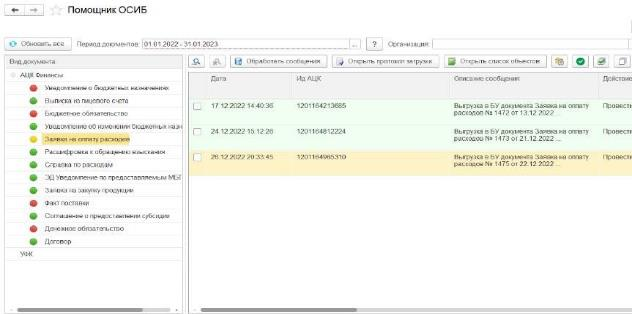 Помощник ОСИБ
Обновить все Период документов: 01.01.2022 - 31.01.2023 ... ? Организация:
Вид документа
АЦК Финансы
Уведомление о бюджетных назначениях
Выписка из лицевого счета
Бюджетное обязательство
Уведомление об изменении бюджетных назн
Заявка на оплату расходов
Расшифровка к обращению взыскания
Справка по расходам
ЭД Уведомление по предоставляемым МБТ
Заявка на закупку продукции
Факт поставки
Соглашение о предоставлении субсидии
Денежное обязательство
Договор
УФК
Обработать сообщения Открыть протокол загрузки Открыть список объектов
Дата Ид АЦК Описание сообщения Действие
17.12.2022 14:40:36 1201164213685 Выгрузка в БУ документа Заявка на оплату Провести
расходов № 1472 от 13.12.2022 ...
24.12.2022 15:12:26 1201164812224 Выгрузка в БУ документа Заявка на оплату Провести
расходов № 1473 от 21.12.2022 ...
26.12.2022 20:33:45 1201164965310 Выгрузка в БУ документа Заявка на оплату Провести
расходов № 1475 от 22.12.2022 ...